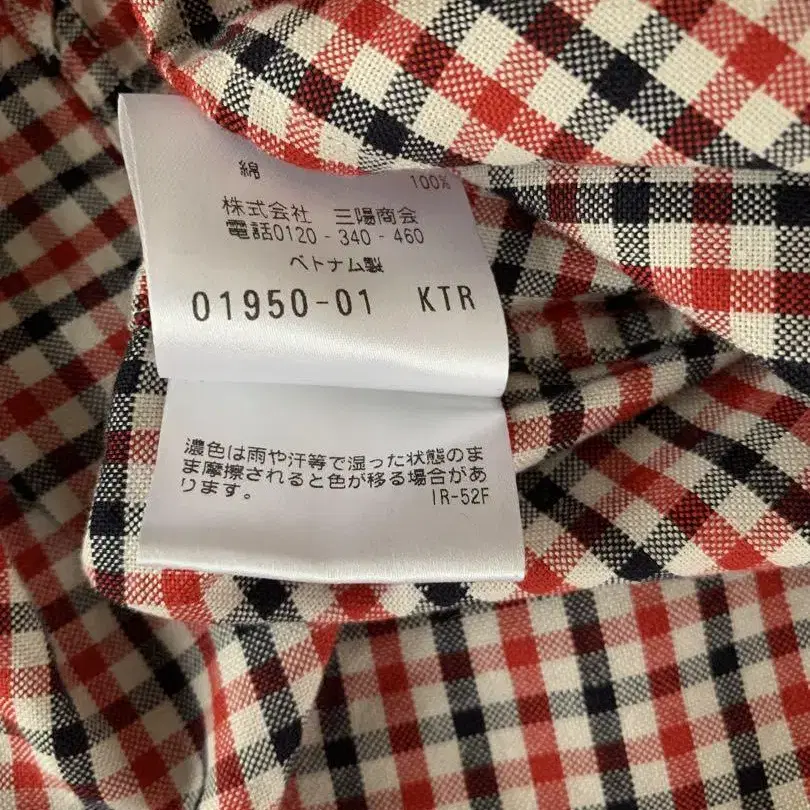 綿 100%
株式会社 三陽商会
電話0120-340-460
ベトナム製
01950-01 KTR
濃色は雨や汗等で湿った状態のま
ま摩擦されると色が移る場合があ
ります。 IR-52F